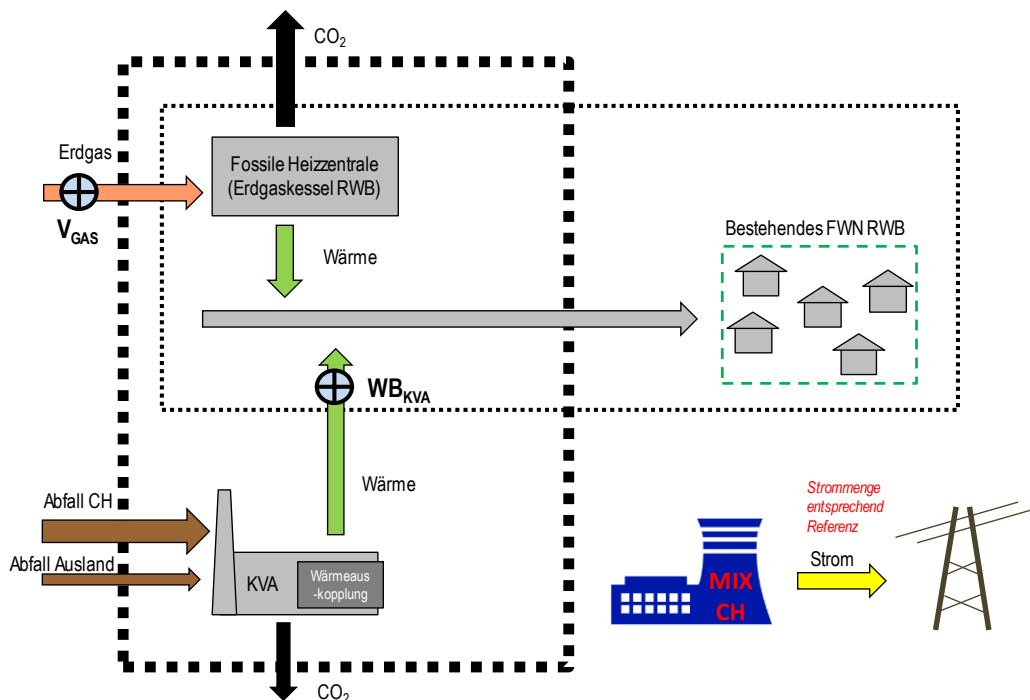 CO2
Erdgas
Fossile Heizzentrale
(Erdgaskessel RWB)
VGAS
Wärme
Bestehendes FWN RWB
WBKVA
Wärme
Abfall CH
Abfall Ausland
KVA
Wärmeaus
-kopplung
CO2
MIX
CH
Strommenge
entsprechend
Referenz
Strom